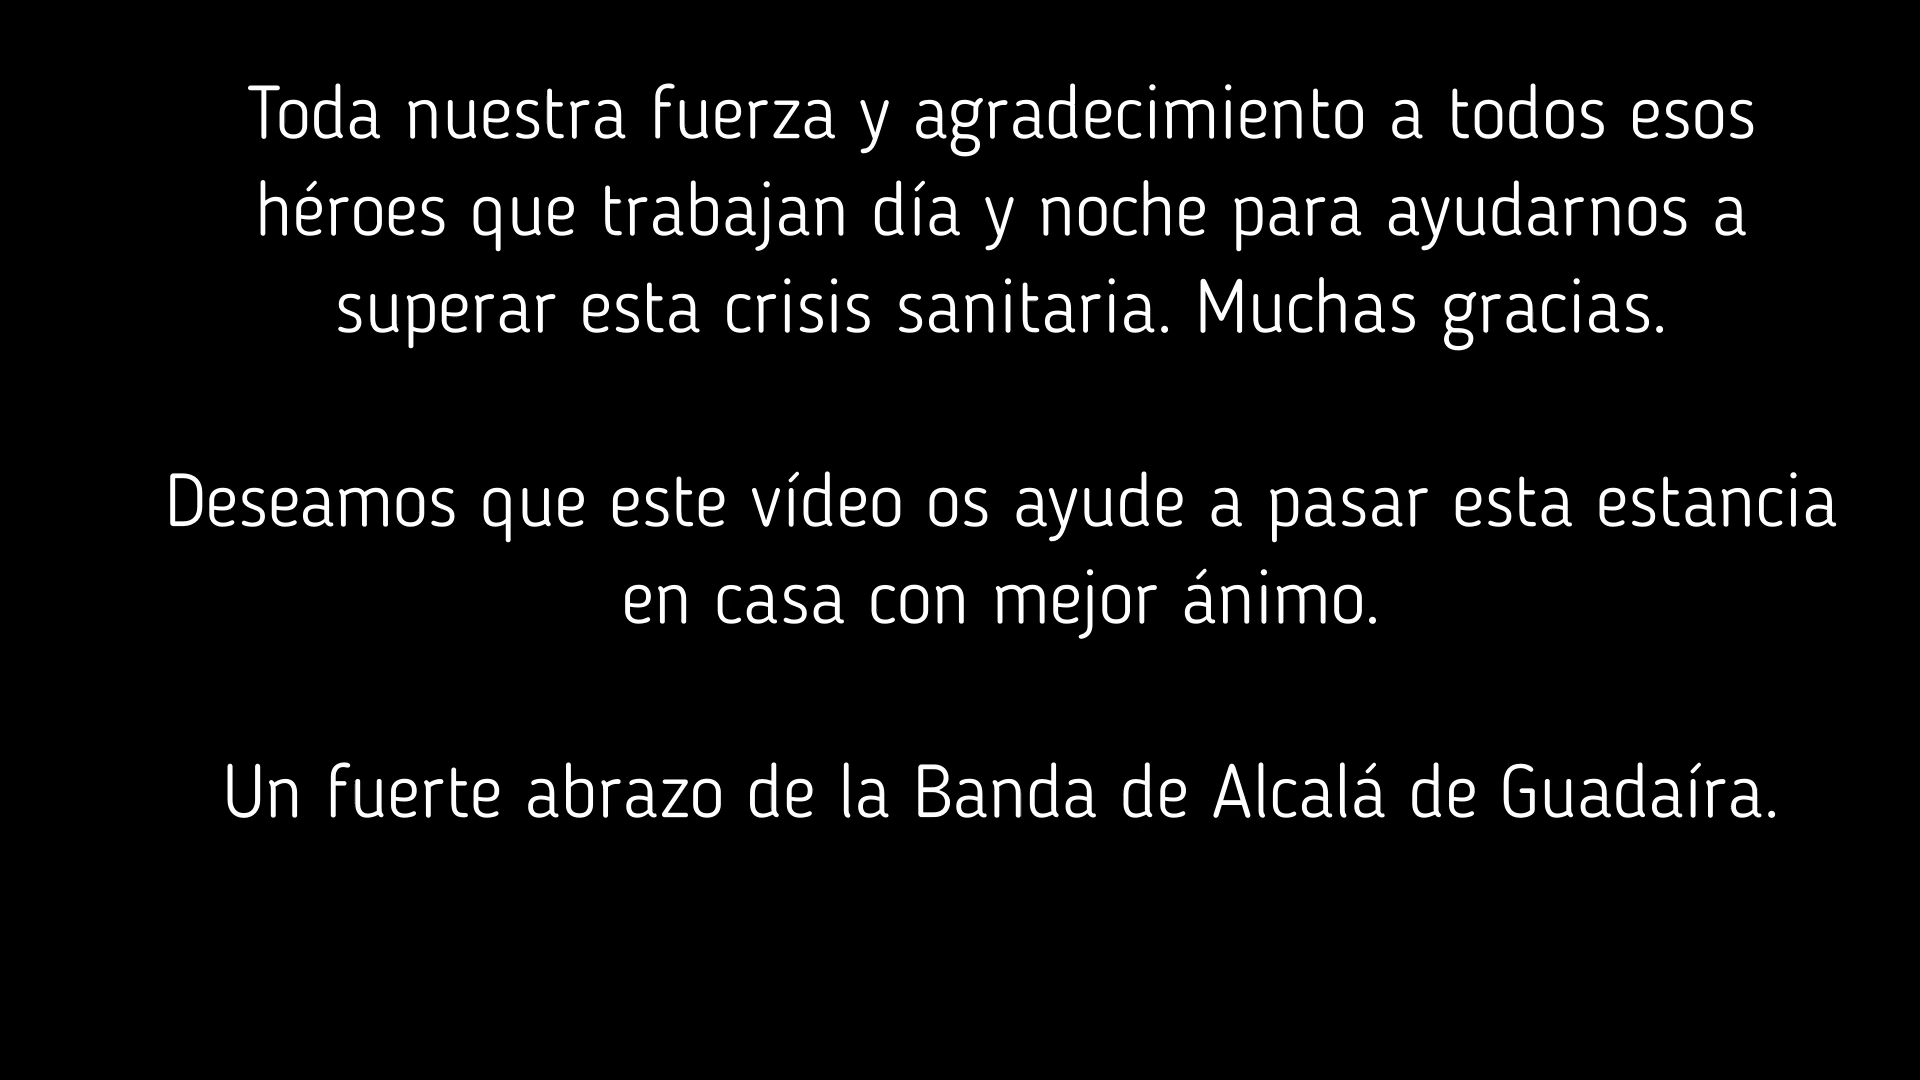 Toda nuestra fuerza y agradecimiento a todos esos
héroes que trabajan día y noche para ayudarnos a
superar esta crisis sanitaria. Muchas gracias.
Deseamos que este vídeo os ayude a pasar esta estancia
en casa con mejor ánimo.
Un fuerte abrazo de la Banda de Alcalá de Guadaíra.